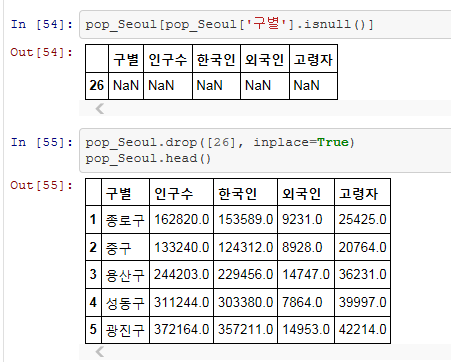 In [54]: pop_Seoul[pop_Seoul['구별'].isnull()]
Out[54]:
구별 인구수 한국인 외국인 고령자
26 NaN NaN NaN NaN NaN
In [55]: pop_Seoul.drop([26], inplace=True)
pop_Seoul.head()
Out[55]:
구별 인구수 한국인 외국인 고령자
1 종로구 162820.0 153589.0 9231.0 25425.0
2 중구 133240.0 124312.0 8928.0 20764.0
3 용산구 244203.0 229456.0 14747.0 36231.0
4 성동구 311244.0 303380.0 7864.0 39997.0
5 광진구 372164.0 357211.0 14953.0 42214.0